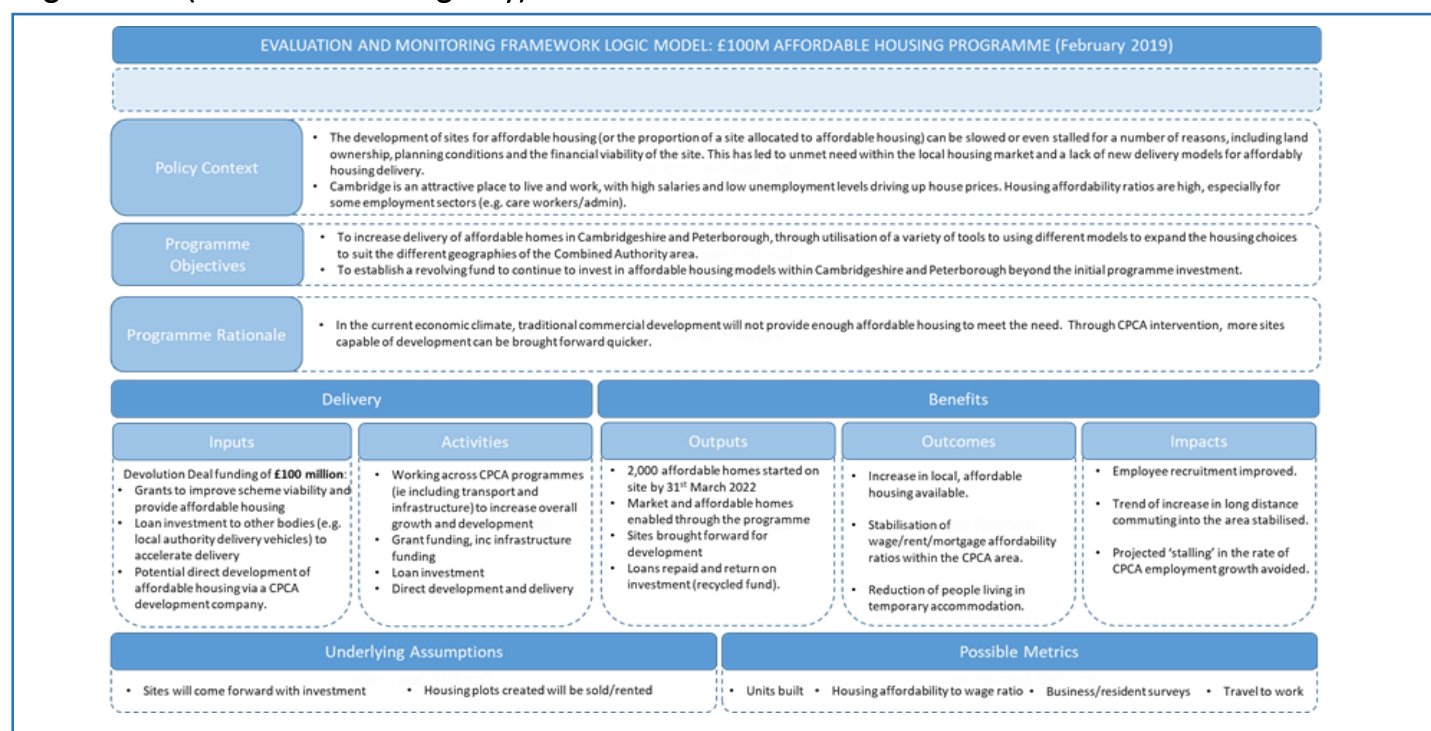 EVALUATION AND MONITORING FRAMEWORK LOGIC MODEL: £100M AFFORDABLE HOUSING PROGRAMME (February 2019)
Policy Context
• The development of sites for affordable housing (or the proportion of a site allocated to affordable housing) can be slowed or even stalled for a number of reasons, including land
ownership, planning conditions and the financial viability of the site. This has led to unmet need within the local housing market and a lack of new delivery models for affordably
housing delivery.
• Cambridge is an attractive place to live and work, with high salaries and low unemployment levels driving up house prices. Housing affordability ratios are high, especially for
some employment sectors (e.g. care workers/admin).
Programme
Objectives
• To increase delivery of affordable homes in Cambridgeshire and Peterborough, through utilisation of a variety of tools to using different models to expand the housing choices
to suit the different geographies of the Combined Authority area.
• To establish a revolving fund to continue to invest in affordable housing models within Cambridgeshire and Peterborough beyond the initial programme investment.
Programme Rationale
• In the current economic climate, traditional commercial development will not provide enough affordable housing to meet the need. Through CPCA intervention, more sites
capable of development can be brought forward quicker.
Delivery
Benefits
Inputs
Devolution Deal funding of £100 million:
• Grants to improve scheme viability and
provide affordable housing
• Loan investment to other bodies (e.g.
local authority delivery vehicles) to
accelerate delivery
• Potential direct development of
affordable housing via a CPCA
development company.
Activities
• Working across CPCA programmes
(ie including transport and
infrastructure) to increase overall
growth and development
• Grant funding, inc infrastructure
funding
• Loan investment
• Direct development and delivery
Outputs
• 2,000 affordable homes started on
site by 31st March 2022
• Market and affordable homes
enabled through the programme
• Sites brought forward for
development
• Loans repaid and return on
investment (recycled fund).
Outcomes
• Increase in local, affordable
housing available.
• Stabilisation of
wage/rent/mortgage affordability
ratios within the CPCA area.
• Reduction of people living in
temporary accommodation.
Impacts
• Employee recruitment improved.
• Trend of increase in long distance
commuting into the area stabilised.
• Projected ‘stalling’ in the rate of
CPCA employment growth avoided.
Underlying Assumptions
• Sites will come forward with investment • Housing plots created will be sold/rented
Possible Metrics
• Units built • Housing affordability to wage ratio • Business/resident surveys • Travel to work